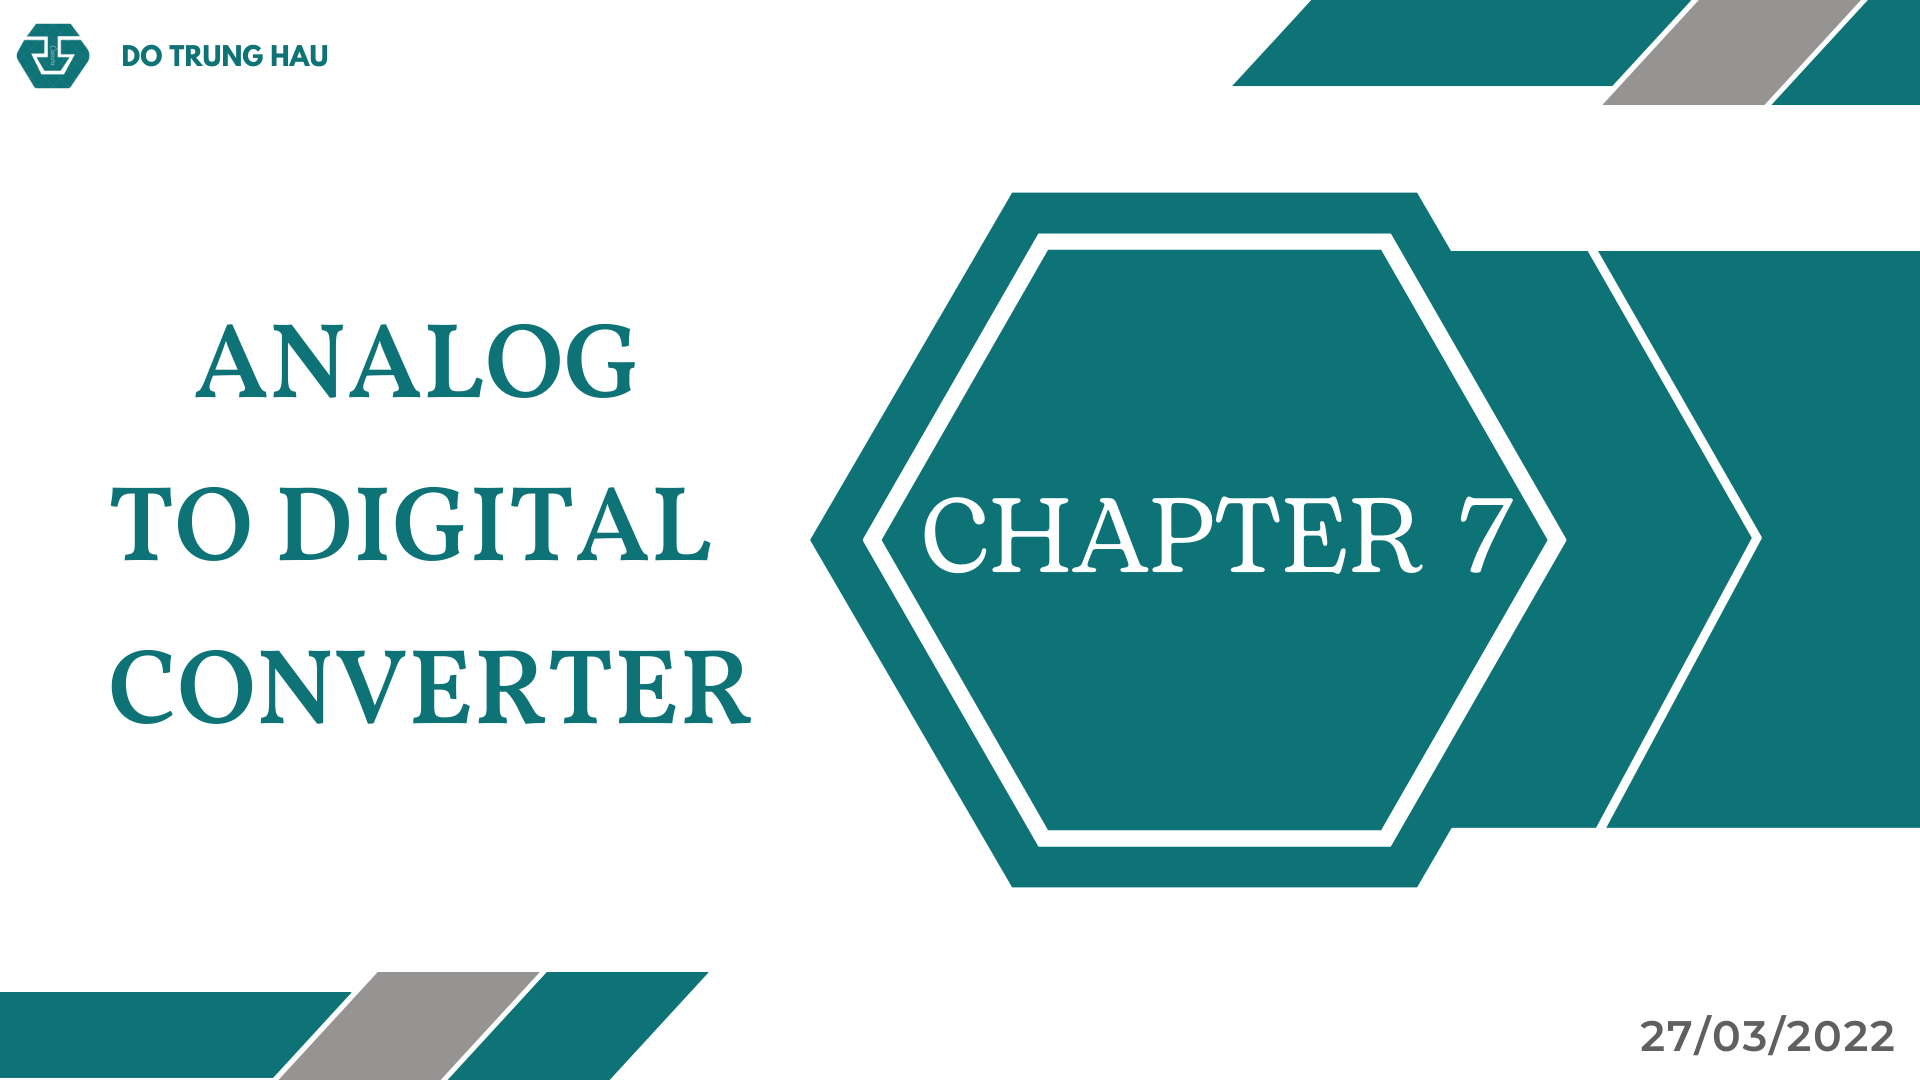 DO TRUNG HAU
ANALOG
TO DIGITAL
CONVERTER
CHAPTER 7
27/03/2022